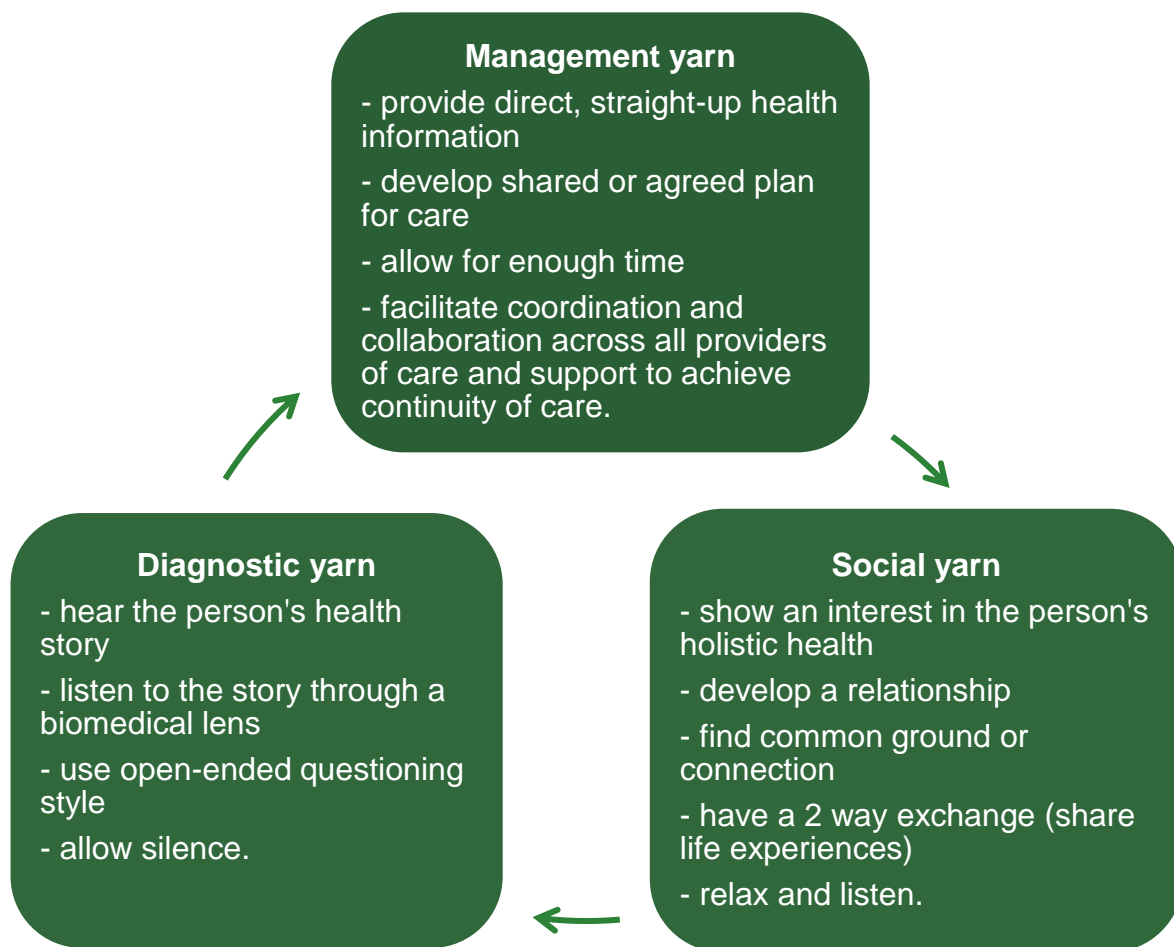 Management yarn
- provide direct, straight-up health
information
- develop shared or agreed plan
for care
- allow for enough time
- facilitate coordination and
collaboration across all providers
of care and support to achieve
continuity of care.
Diagnostic yarn
- hear the person's health
story
- listen to the story through a
biomedical lens
- use open-ended questioning
style
- allow silence.
Social yarn
- show an interest in the person's
holistic health
- develop a relationship
- find common ground or
connection
- have a 2 way exchange (share
life experiences)
- relax and listen.